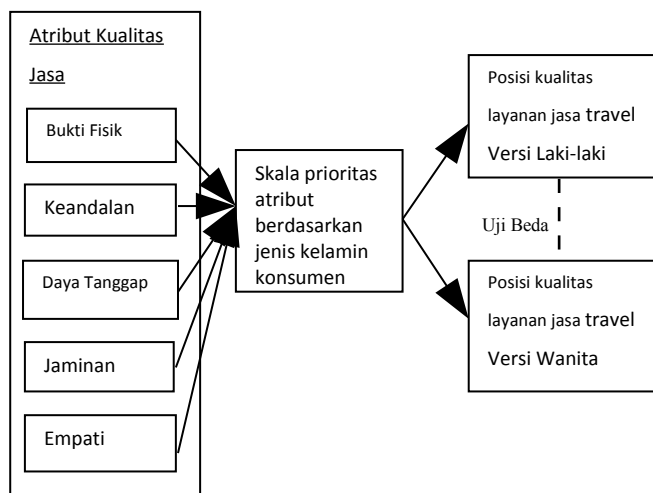 Atribut Kualitas
Jasa
Bukti Fisik
Keandalan
Daya Tanggap
Jaminan
Empati
Skala prioritas
atribut
berdasarkan
jenis kelamin
konsumen
Posisi kualitas
layanan jasa travel
Versi Laki-laki
Uji Beda
Posisi kualitas
layanan jasa travel
Versi Wanita